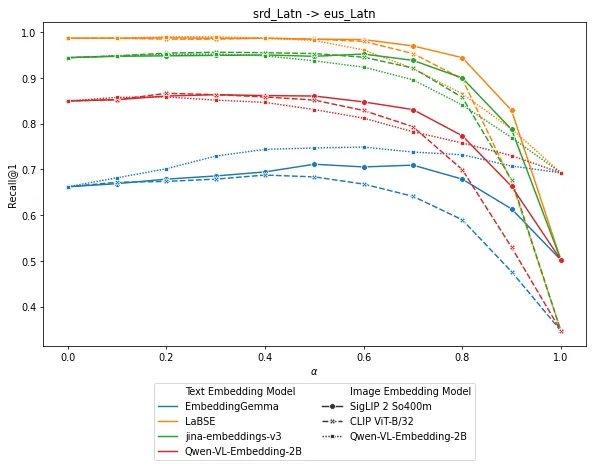 srd_Latn -> eus_Latn
Recall@1
1.0
0.9
0.8
0.7
0.6
0.5
0.4
0.0 0.2 0.4 0.6 0.8 1.0
α
Text Embedding Model
EmbeddingGemma
LaBSE
jina-embeddings-v3
Qwen-VL-Embedding-2B
Image Embedding Model
SigLIP 2 So400m
CLIP ViT-B/32
Qwen-VL-Embedding-2B